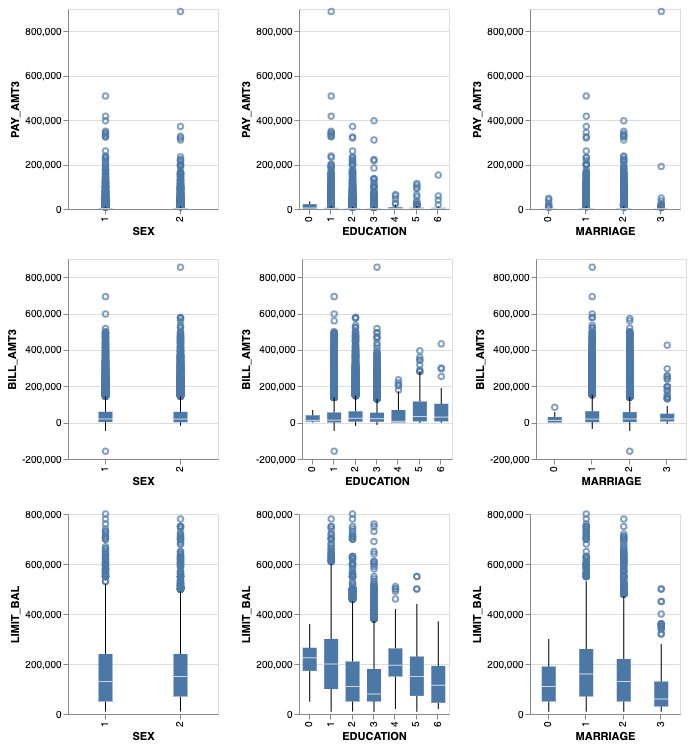 800,000 800,000 800,000
600,000 600,000 600,000
400,000 400,000 400,000
200,000 200,000 200,000
0 0 0
PAY_AMT3 PAY_AMT3 PAY_AMT3
1 2 0 1 2 3 4 5 6 0 1 2 3
SEX EDUCATION MARRIAGE
800,000 800,000 800,000
600,000 600,000 600,000
400,000 400,000 400,000
200,000 200,000 200,000
0 0 0
-200,000 -200,000 -200,000
BILL_AMT3 BILL_AMT3 BILL_AMT3
1 2 0 1 2 3 4 5 6 0 1 2 3
SEX EDUCATION MARRIAGE
800,000 800,000 800,000
600,000 600,000 600,000
400,000 400,000 400,000
200,000 200,000 200,000
0 0 0
LIMIT_BAL LIMIT_BAL LIMIT_BAL
1 2 0 1 2 3 4 5 6 0 1 2 3
SEX EDUCATION MARRIAGE